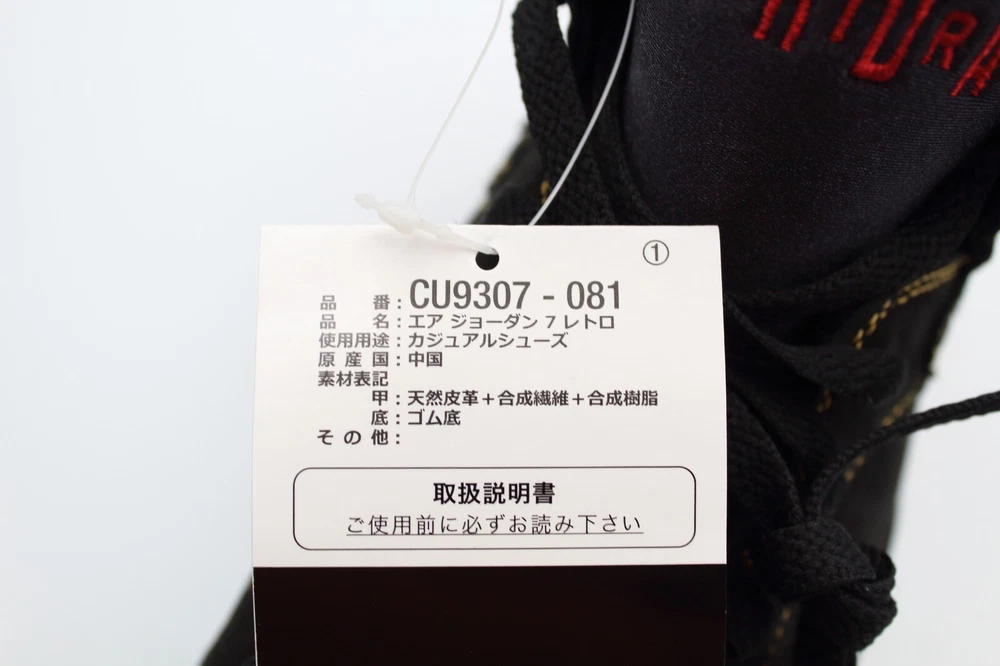 ①
品 番：CU9307 - 081
品 名：エア ジョーダン 7 レトロ
使用用途：カジュアルシューズ
原 産 国：中国
素材表記
甲：天然皮革＋合成繊維＋合成樹脂
底：ゴム底
そ の 他：
取扱説明書
ご使用前に必ずお読み下さい